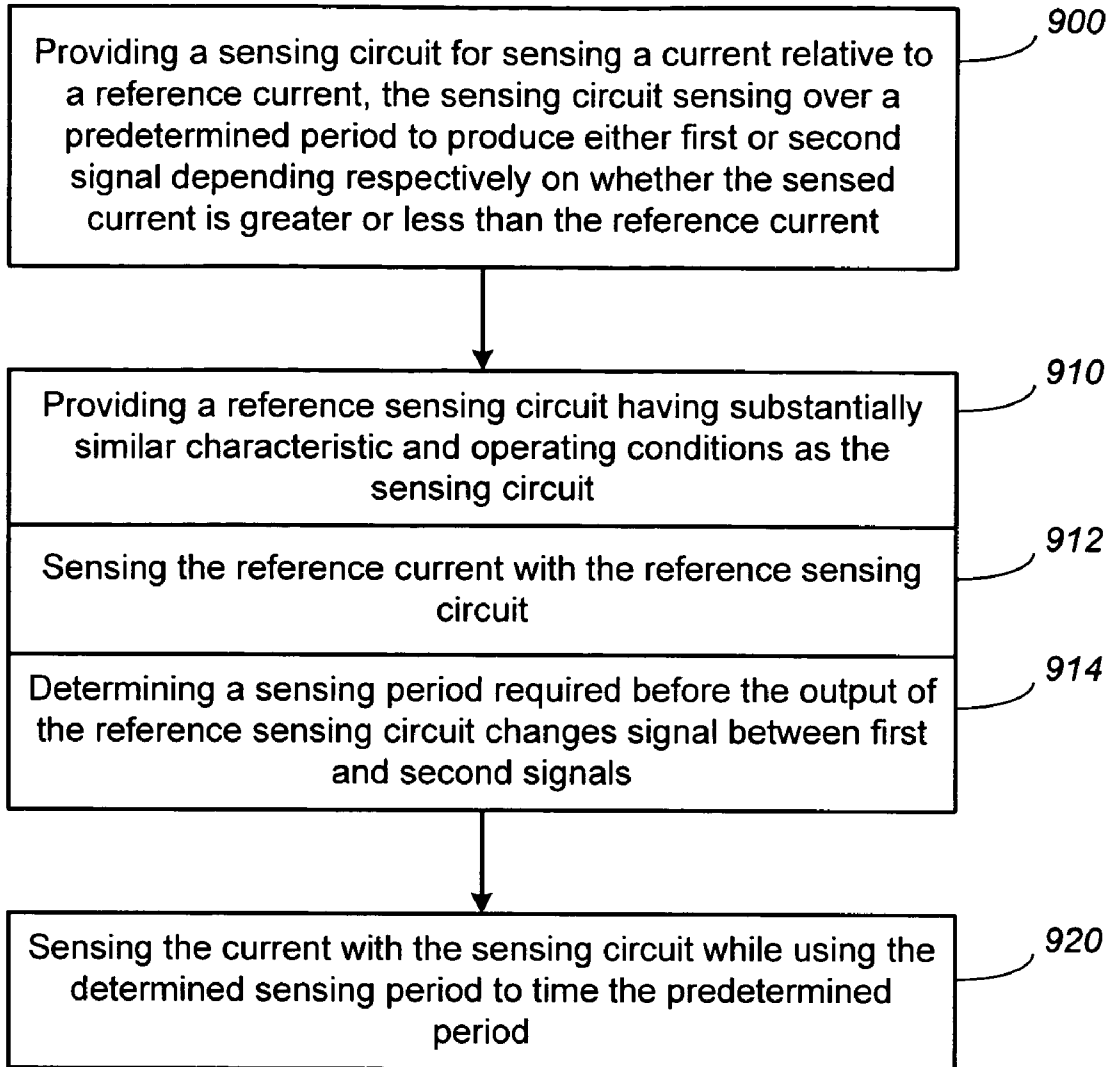 900
Providing a sensing circuit for sensing a current relative to
a reference current, the sensing circuit sensing over a
predetermined period to produce either first or second
signal depending respectively on whether the sensed
current is greater or less than the reference current
910
Providing a reference sensing circuit having substantially
similar characteristic and operating conditions as the
sensing circuit
912
Sensing the reference current with the reference sensing
circuit
914
Determining a sensing period required before the output of
the reference sensing circuit changes signal between first
and second signals
920
Sensing the current with the sensing circuit while using the
determined sensing period to time the predetermined
period